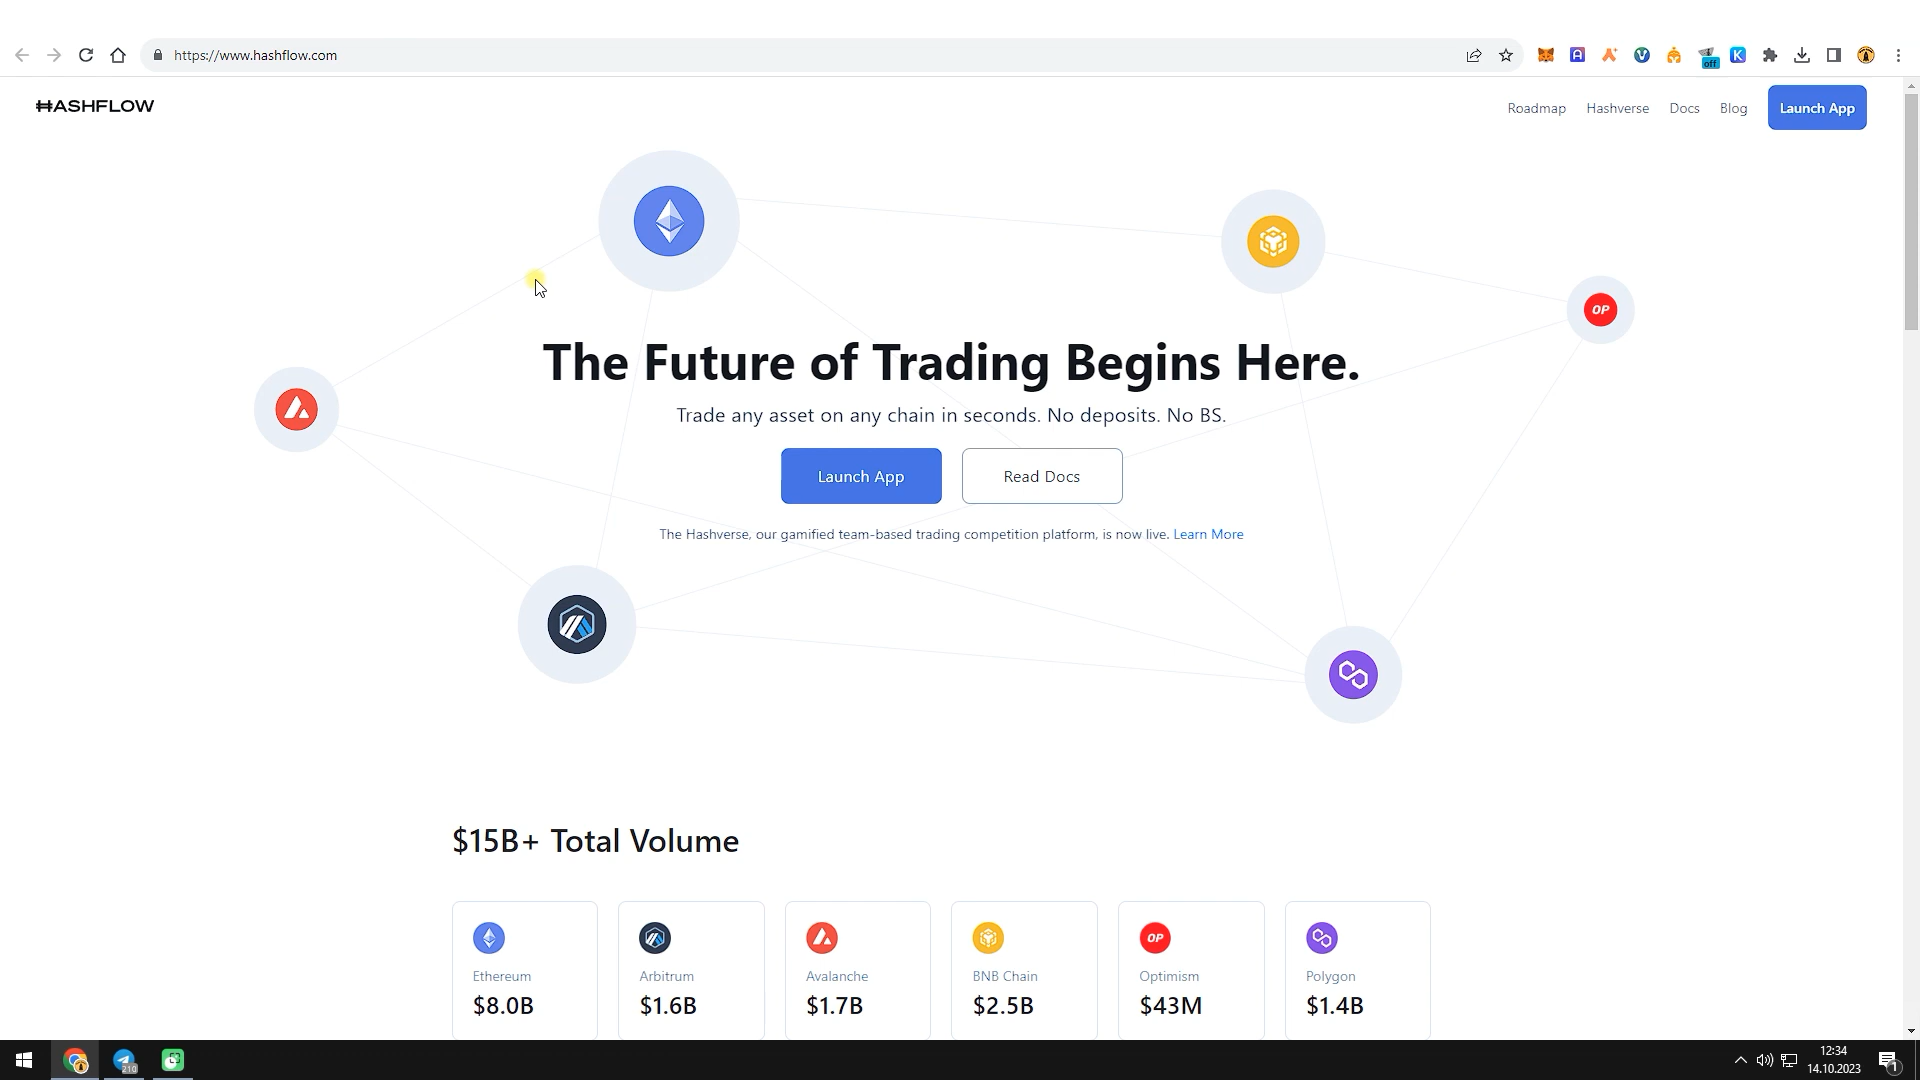 https://www.hashflow.com
off
HASHFLOW
Roadmap Hashverse Docs Blog Launch App
OP
The Future of Trading Begins Here.
Trade any asset on any chain in seconds. No deposits. No BS.
Launch App Read Docs
The Hashverse, our gamified team-based trading competition platform, is now live. Learn More
$15B+ Total Volume
OP
Ethereum Arbitrum Avalanche BNB Chain Optimism Polygon
$8.0B $1.6B $1.7B $2.5B $43M $1.4B
210
12:34
14.10.2023
1